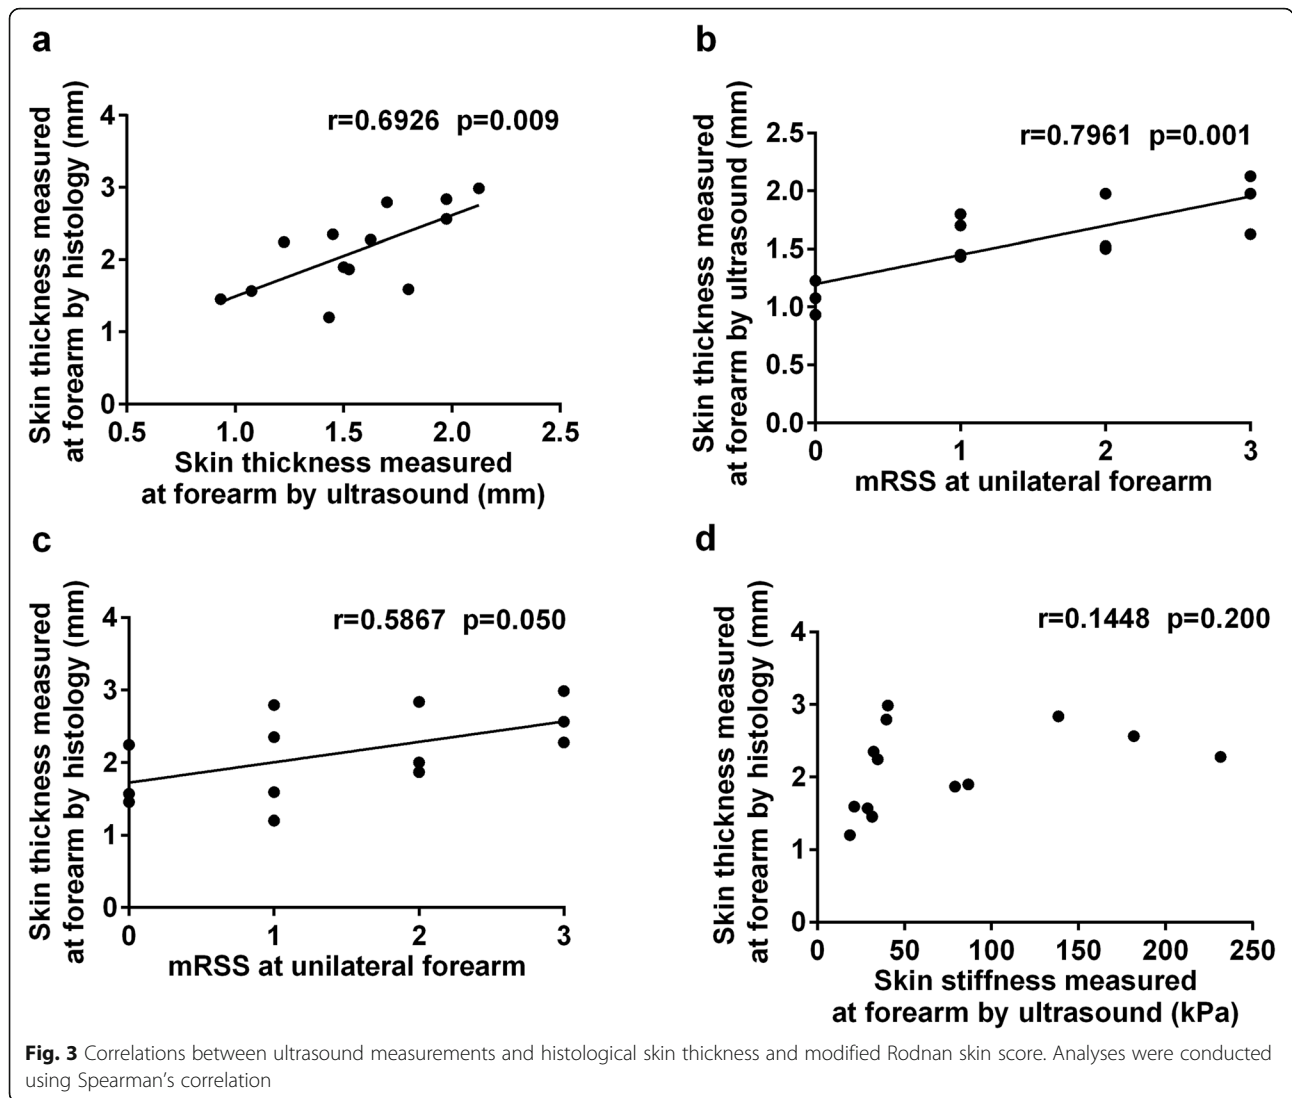 a
Skin thickness measured
at forearm by histology (mm)
4
3
2
1
0
r=0.6926 p=0.009
0.5 1.0 1.5 2.0 2.5
Skin thickness measured
at forearm by ultrasound (mm)
b
Skin thickness measured
at forearm by ultrasound (mm)
2.5
2.0
1.5
1.0
0.5
0.0
r=0.7961 p=0.001
0 1 2 3
mRSS at unilateral forearm
c
Skin thickness measured
at forearm by histology (mm)
4
3
2
1
0
r=0.5867 p=0.050
0 1 2 3
mRSS at unilateral forearm
d
Skin thickness measured
at forearm by histology (mm)
4
3
2
1
0
r=0.1448 p=0.200
0 50 100 150 200 250
Skin stiffness measured
at forearm by ultrasound (kPa)
Fig. 3 Correlations between ultrasound measurements and histological skin thickness and modified Rodnan skin score. Analyses were conducted
using Spearman's correlation